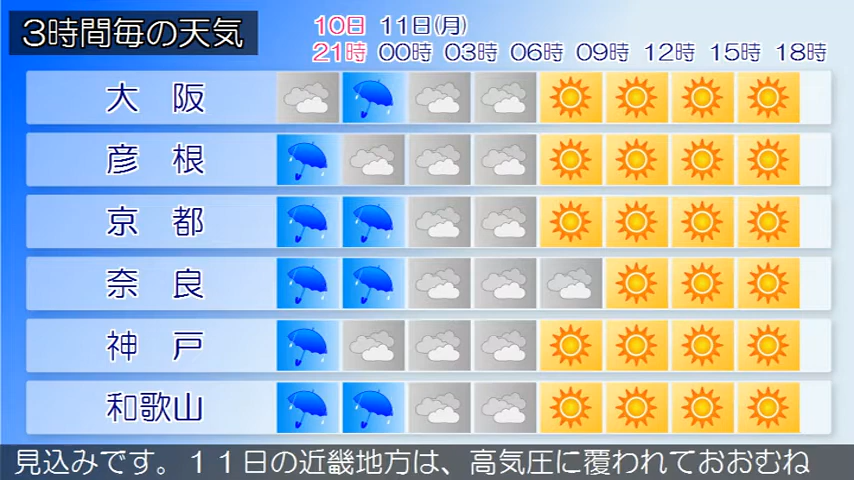 3時間毎の天気
10日 11日(月)
21時 00時 03時 06時 09時 12時 15時 18時
大 阪
彦 根
京 都
奈 良
神 戸
和歌山
見込みです。１１日の近畿地方は、高気圧に覆われておおむね